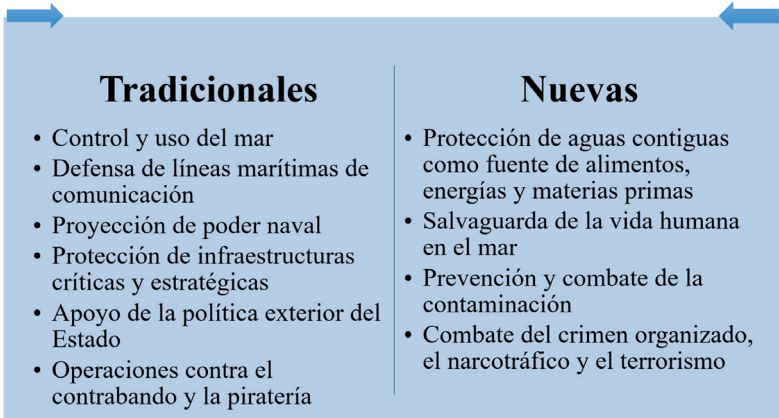 Tradicionales
• Control y uso del mar
• Defensa de líneas marítimas de
comunicación
• Proyección de poder naval
• Protección de infraestructuras
críticas y estratégicas
• Apoyo de la política exterior del
Estado
• Operaciones contra el
contrabando y la piratería
Nuevas
• Protección de aguas contiguas
como fuente de alimentos,
energías y materias primas
• Salvaguarda de la vida humana
en el mar
• Prevención y combate de la
contaminación
• Combate del crimen organizado,
el narcotráfico y el terrorismo